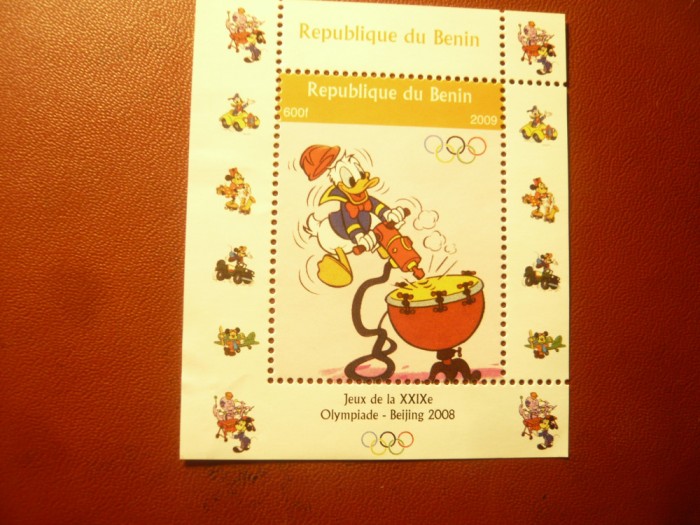 Republique du Benin
Republique du Benin
600f 2009
Jeux de la XXIXe
Olympiade - Beijing 2008